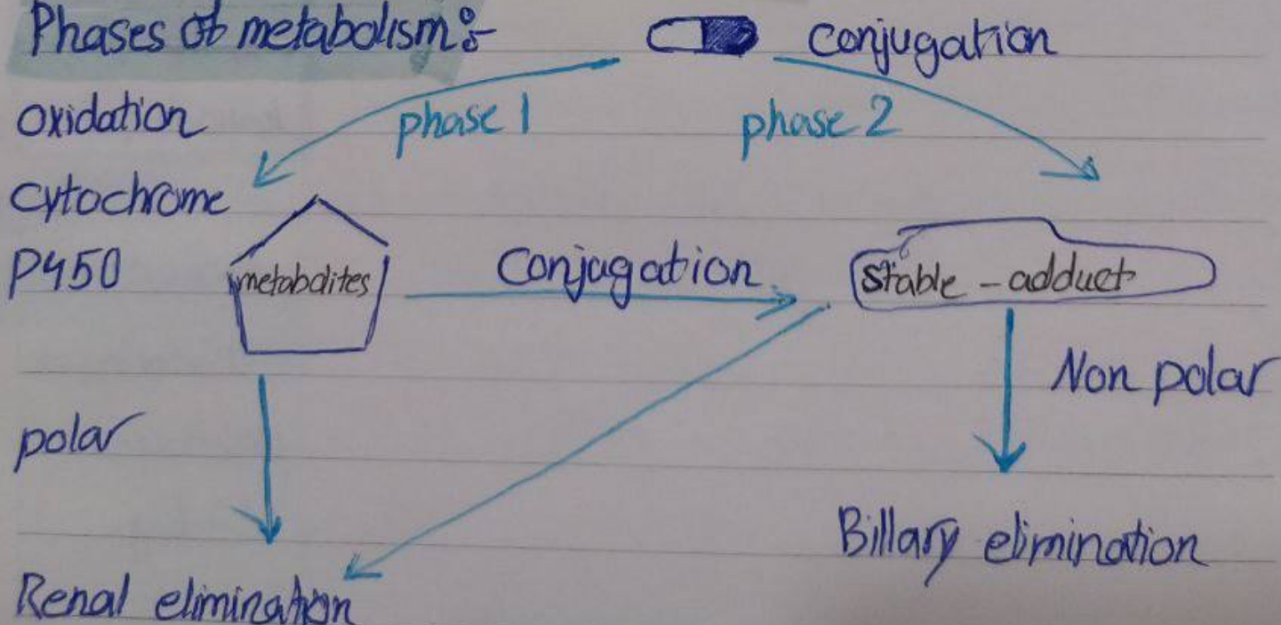 Phases of metabolism:-
conjugation
oxidation
phase 1
phase 2
cytochrome
P450
metabolites
Conjagation
Stable - adduct
Non polar
polar
Billary elimination
Renal elimination